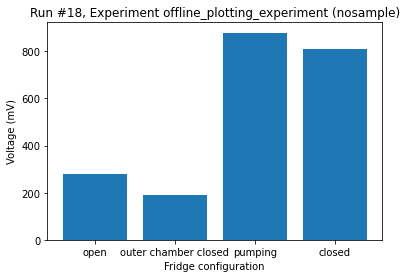 Run #18, Experiment offline_plotting_experiment (nosample)
Voltage (mV)
800
600
400
200
0
open outer chamber closed pumping closed
Fridge configuration